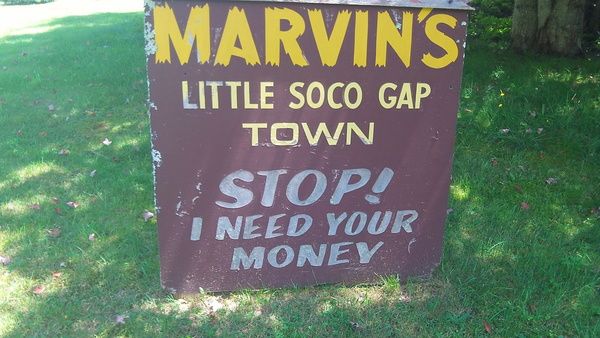 MARVIN'S
LITTLE SOCO GAP
TOWN
STOP!
I NEED YOUR
MONEY